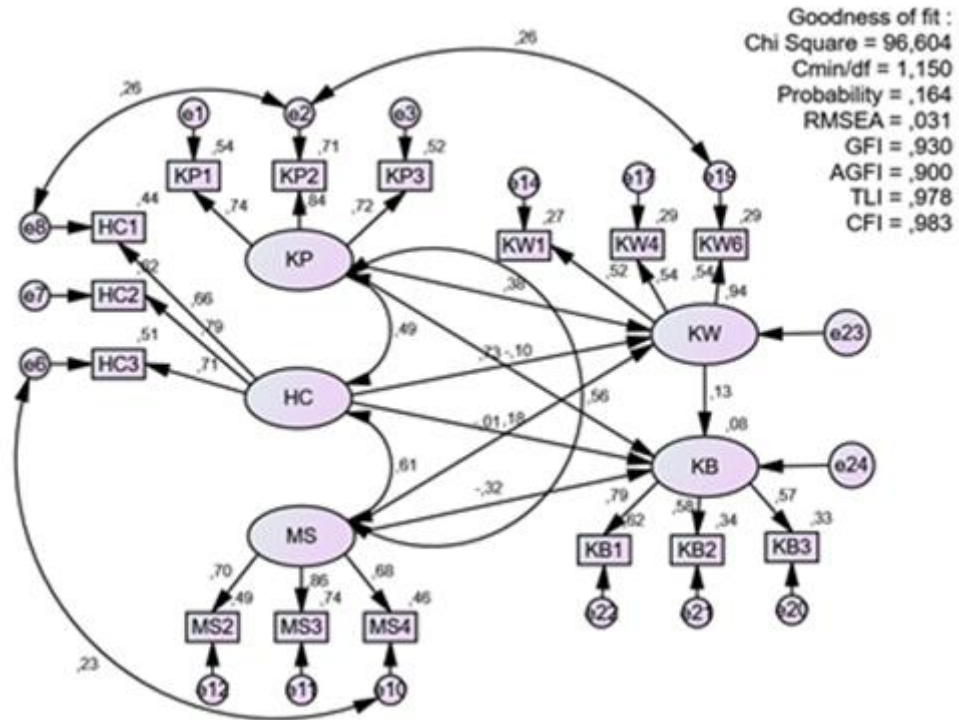 Goodness of fit :
Chi Square = 96,604
Cmin/df = 1,150
Probability = ,164
RMSEA = ,031
GFI = ,930
AGFI = ,900
TLI = ,978
CFI = ,983
,26
,26
e1
e2
e3
,54
,71
,52
KP1
KP2
KP3
e14
e17
e19
,44
,74
,84
,72
,27
,29
,29
e8
HC1
KW1
KW4
KW6
KP
,62
,52
,54
,54
,94
e7
HC2
,66
,38
,79
,49
KW
e23
,51
e6
HC3
,71
,73
-,10
HC
,56
,13
-,01
,18
,08
,61
KB
e24
-,32
,79
,58
,57
MS
,62
,34
,33
KB1
KB2
KB3
,70
,86
,68
,49
,74
,46
e22
e21
e20
MS2
MS3
MS4
,23
e12
e11
e10